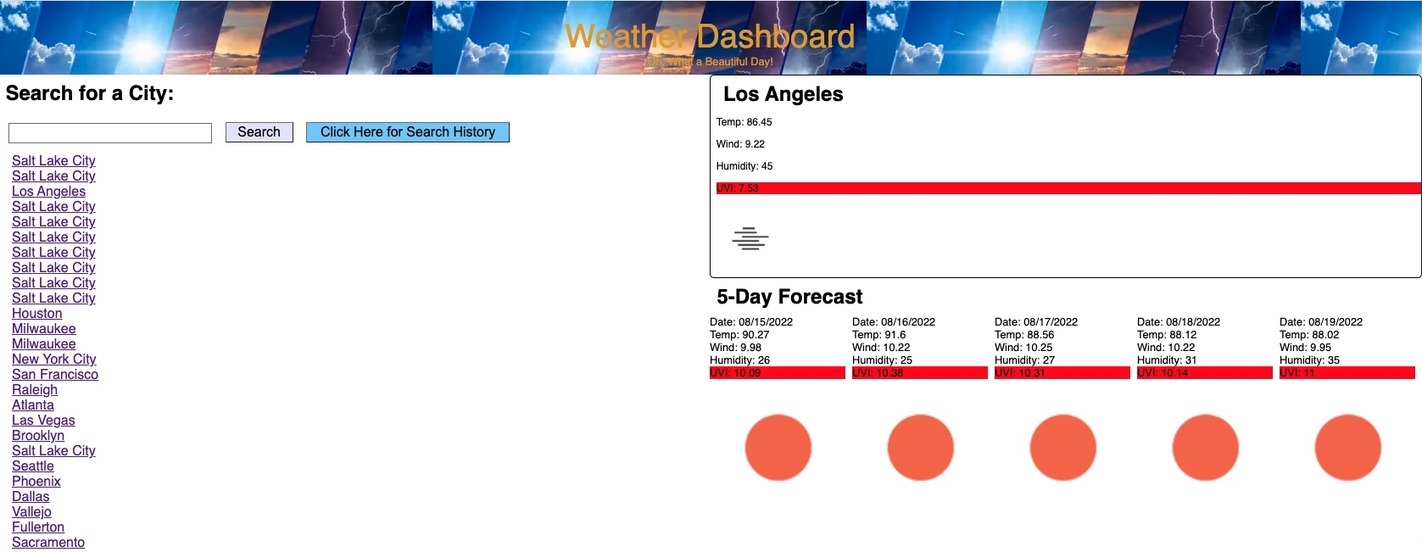 Weather Dashboard
Oh, What a Beautiful Day!
Search for a City:
Search
Click Here for Search History
Salt Lake City
Salt Lake City
Los Angeles
Salt Lake City
Salt Lake City
Salt Lake City
Salt Lake City
Salt Lake City
Salt Lake City
Salt Lake City
Houston
Milwaukee
Milwaukee
New York City
San Francisco
Raleigh
Atlanta
Las Vegas
Brooklyn
Salt Lake City
Seattle
Phoenix
Dallas
Vallejo
Fullerton
Sacramento
Los Angeles
Temp: 86.45
Wind: 9.22
Humidity: 45
UVI: 7.53
5-Day Forecast
Date: 08/15/2022
Temp: 90.27
Wind: 9.98
Humidity: 26
UVI: 10.09
Date: 08/16/2022
Temp: 91.6
Wind: 10.22
Humidity: 25
UVI: 10.38
Date: 08/17/2022
Temp: 88.56
Wind: 10.25
Humidity: 27
UVI: 10.31
Date: 08/18/2022
Temp: 88.12
Wind: 10.22
Humidity: 31
UVI: 10.14
Date: 08/19/2022
Temp: 88.02
Wind: 9.95
Humidity: 35
UVI: 11